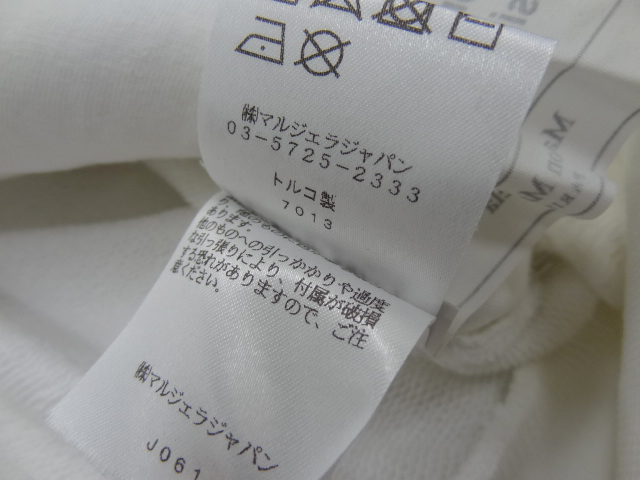 ㈱マルジェラジャパン
03-5725-2333
トルコ製
7013
あります。
他のものへの引っかかりや過度
な引っ張りにより、付属が破損
する恐れがありますので、ご注
意ください。
㈱マルジェラジャパン
J061